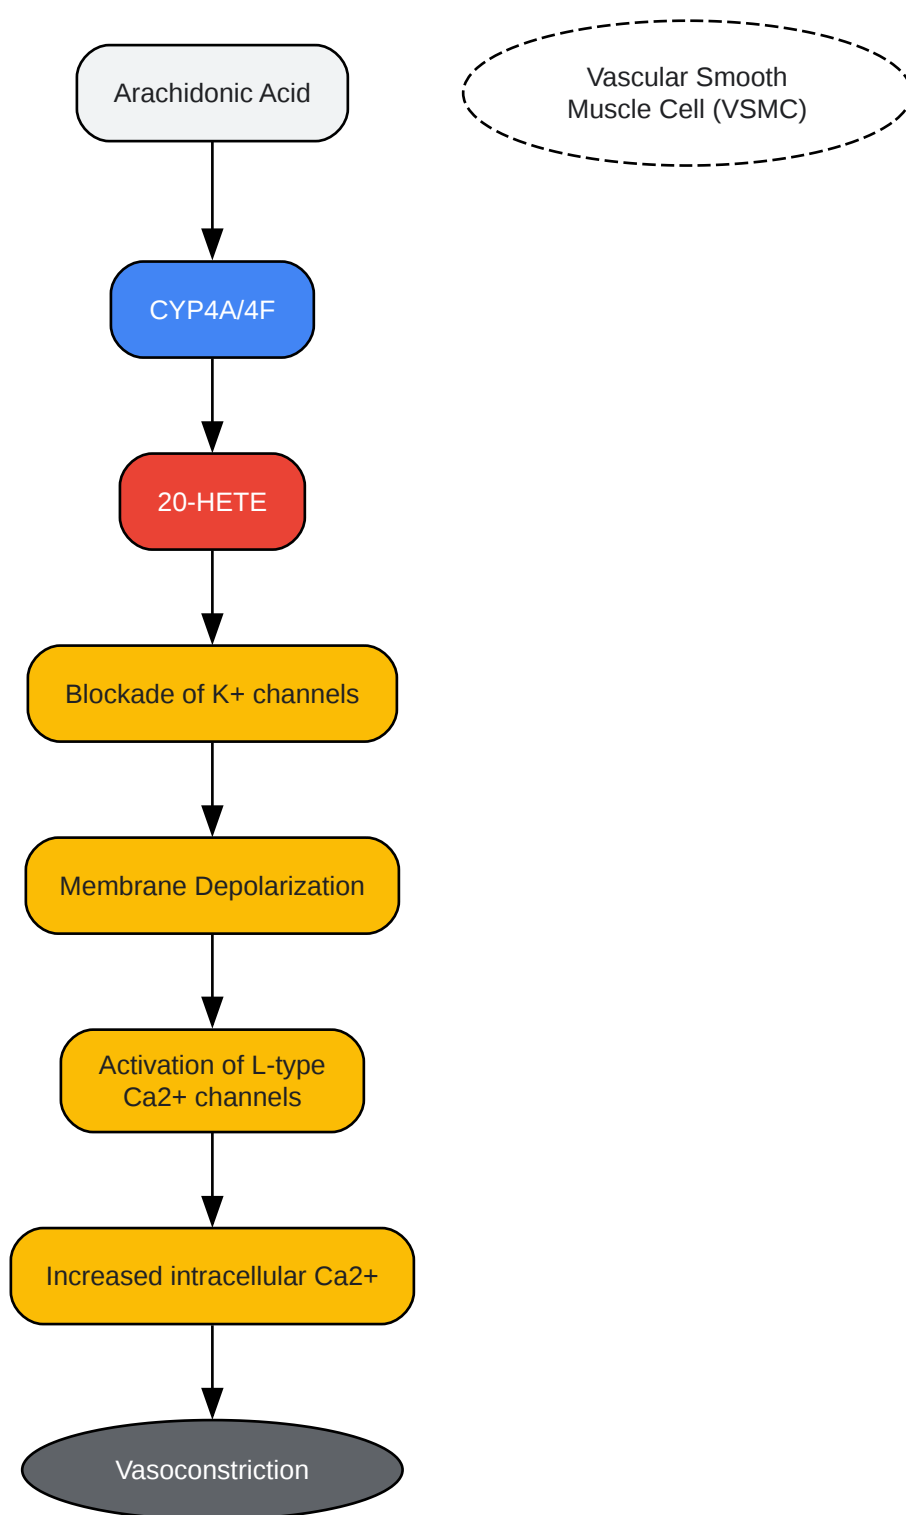 Arachidonic Acid
Vascular Smooth
Muscle Cell (VSMC)
CYP4A/4F
20-HETE
Blockade of K+ channels
Membrane Depolarization
Activation of L-type
Ca2+ channels
Increased intracellular Ca2+
Vasoconstriction